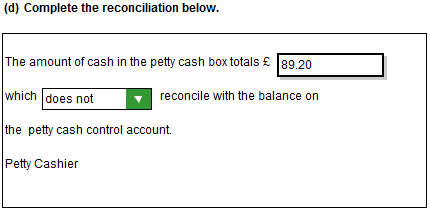 (d) Complete the reconciliation below.
The amount of cash in the petty cash box totals £ 89.20
which does not reconcile with the balance on
the petty cash control account.
Petty Cashier